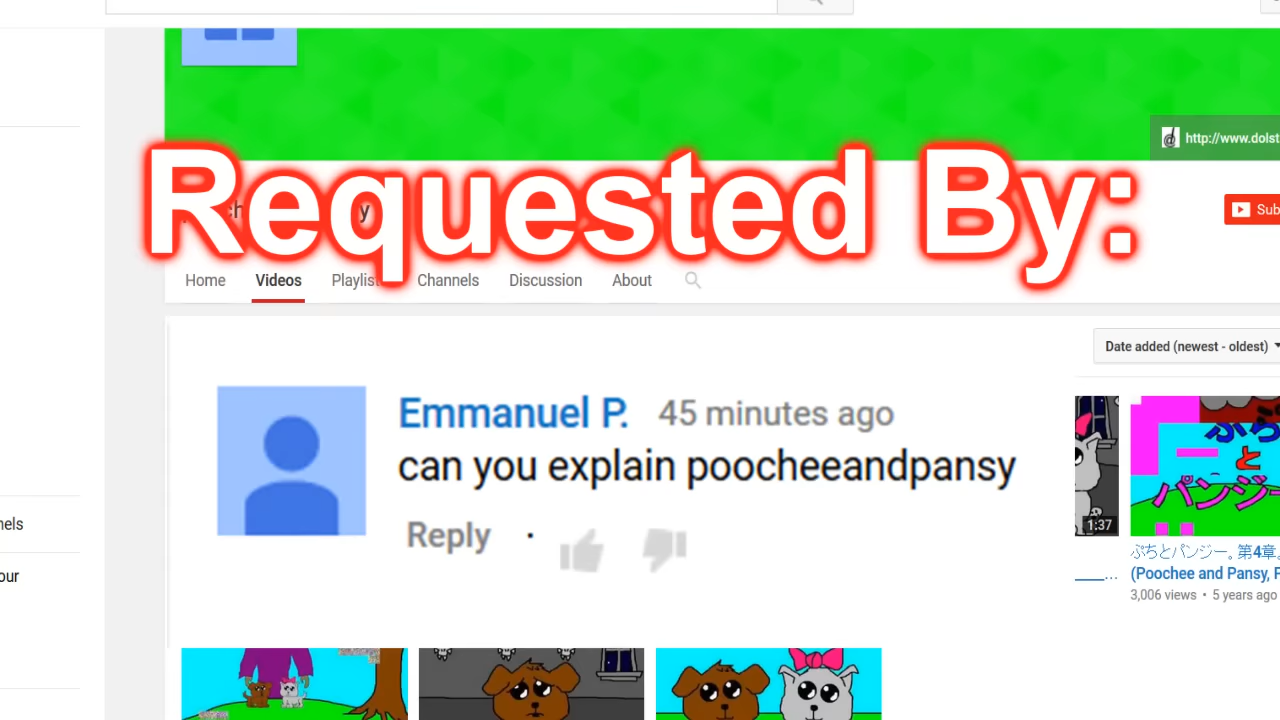 http://www.dolst
Requested By:
Sub
Home Videos Playlist Channels Discussion About
Date added (newest - oldest)
Emmanuel P. 45 minutes ago
can you explain poocheeandpansy
Reply ·
1:37
ぷち
と
パンジー
ぷちとパンジー。第4章。
(Poochee and Pansy, P
3,006 views • 5 years ago
nels
our